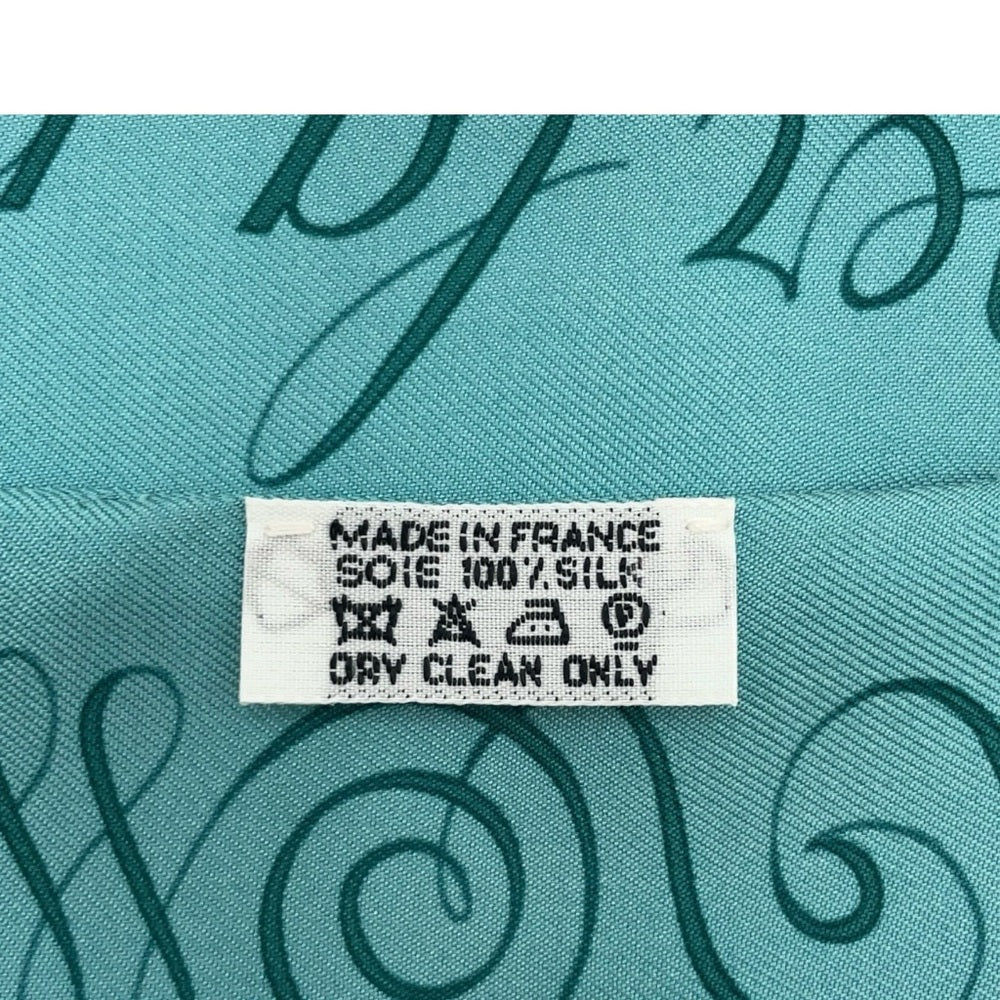 MADE IN FRANCE
SOIE 100% SILK
P
DRY CLEAN ONLY